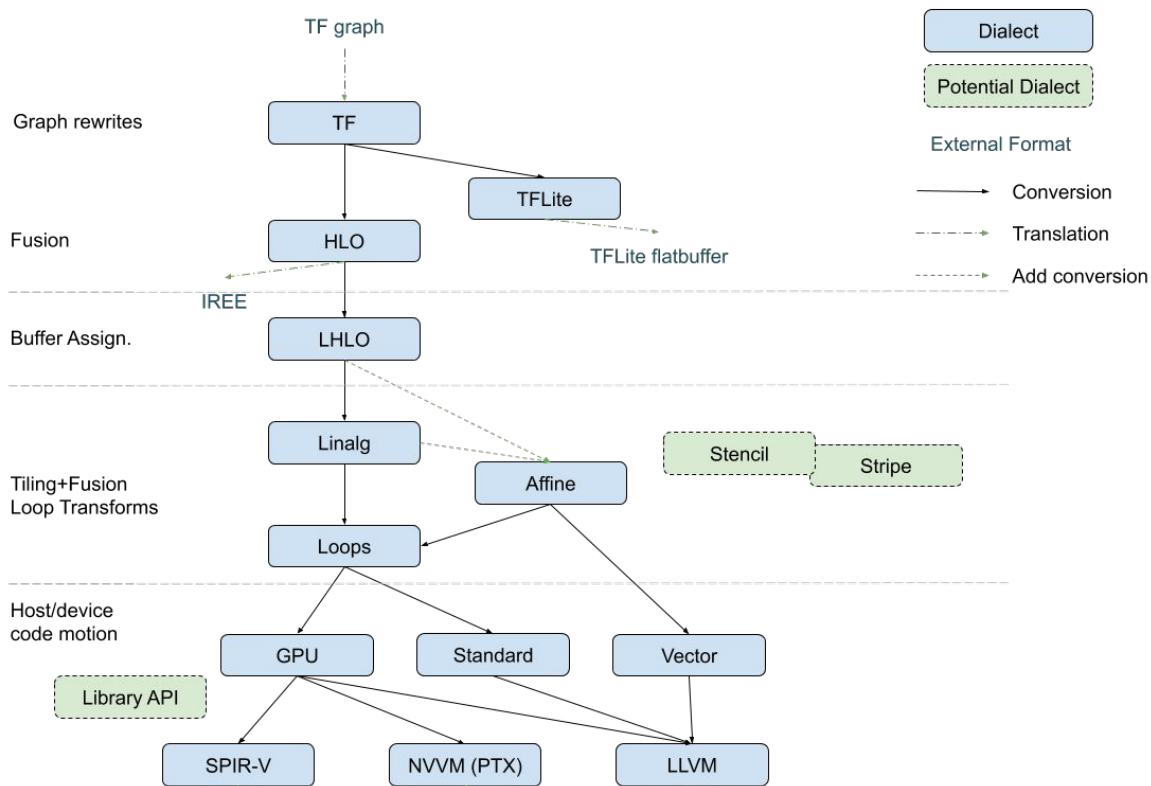 TF graph
Dialect
Potential Dialect
Graph rewrites
TF
External Format
TFLite
Conversion
Fusion
HLO
TFLite flatbuffer
Translation
IREE
Add conversion
Buffer Assign.
LHLO
Linalg
Stencil
Stripe
Affine
Tiling+Fusion
Loop Transforms
Loops
Host/device
code motion
GPU
Standard
Vector
Library API
SPIR-V
NVVM (PTX)
LLVM